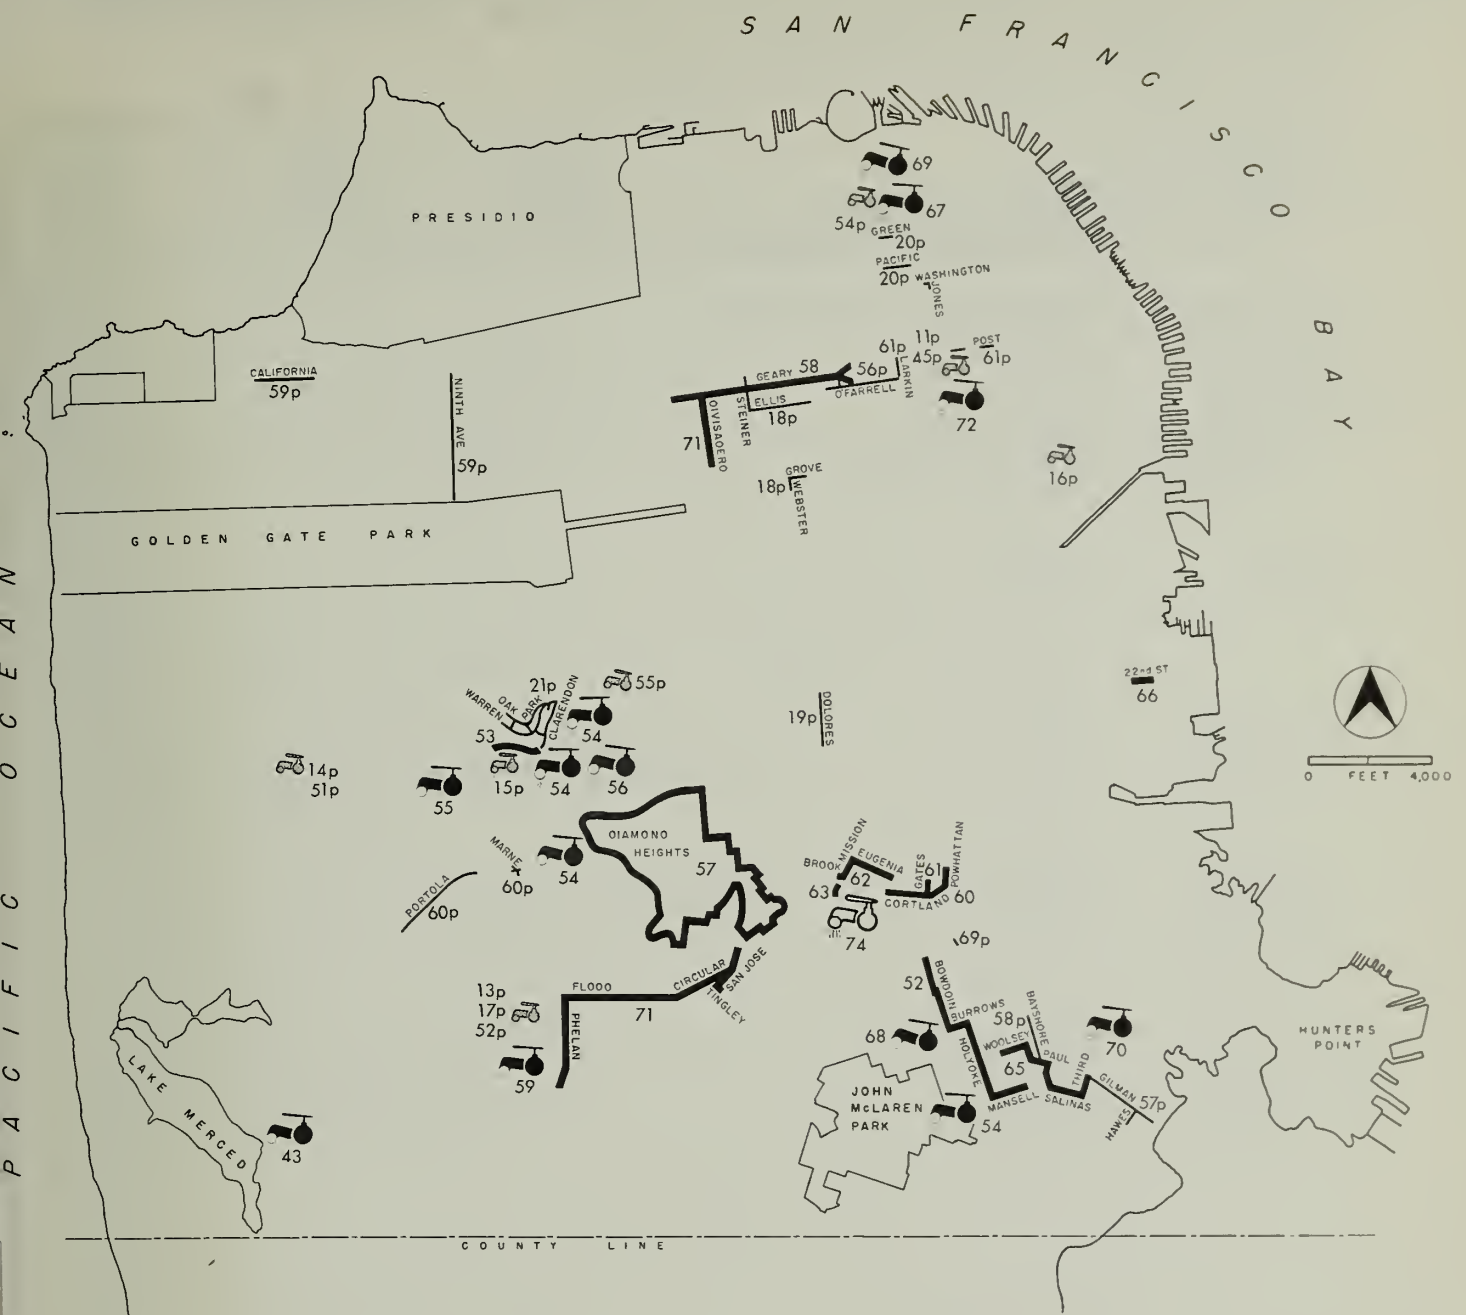 SAN FRANCISCO BAY
69
67
54p
GREEN
20p
PACIFIC
20p
WASHINGTON
JONES
PRESIDIO
11p
45p
POST
61p
61p
LARKIN
72
CALIFORNIA
59p
NINTH AVE
59p
GEARY
58
56p
O'FARRELL
STEINER
ELLIS
18p
DIVISADERO
71
GROVE
18p
WEBSTER
16p
GOLDEN GATE PARK
PACIFIC OCEAN
22nd ST
66
0 FEET 4,000
21p
55p
WARREN
OAK
PARK
CLARENDON
53
54
19p
DOLORES
14p
51p
55
15p
54
56
DIAMOND
HEIGHTS
57
MARNE
60p
54
PORTOLA
60p
MISSION
BROOK
EUGENIA
62
63
GATES
61
POWHATTAN
CORTLAND
60
74
69p
13p
17p
52p
59
FLOOD
CIRCULAR
SAN JOSE
TINGLEY
71
PHELAN
52
BOWDOIN
BURROWS
58p
BAYSHORE
68
HOLYOKE
WOOLSEY
65
PAUL
THIRD
70
GILMAN
57p
HAWES
MANSELL
SALINAS
54
JOHN
McLAREN
PARK
HUNTERS
POINT
LAKE MERCED
43
COUNTY LINE